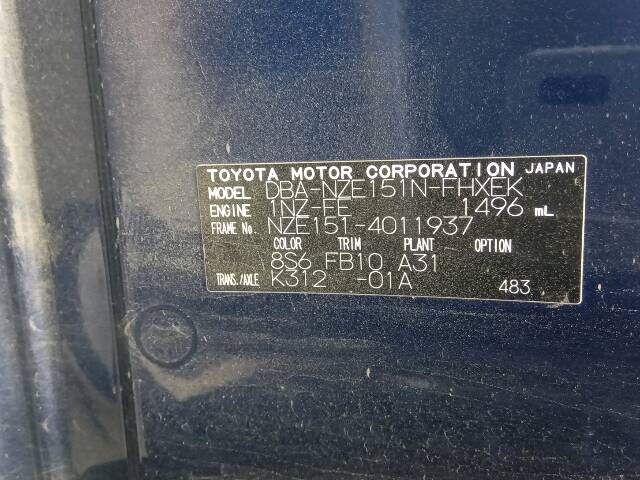 TOYOTA MOTOR CORPORATION JAPAN
MODEL DBA-NZE151N-FHXEK
ENGINE 1NZ-FE 1496 mL
FRAME No. NZE151-4011937
COLOR TRIM PLANT OPTION
8S6 FB10 A31
TRANS./AXLE K312 -01A 483